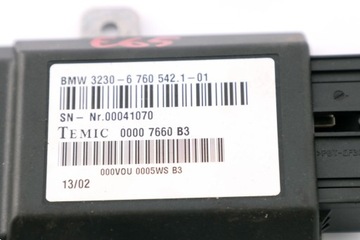 E65
BMW 3230-6 760 542.1-01
SN- Nr.00041070
TEMIC 0000 7660 B3
000VOU 0005WS B3
13/02